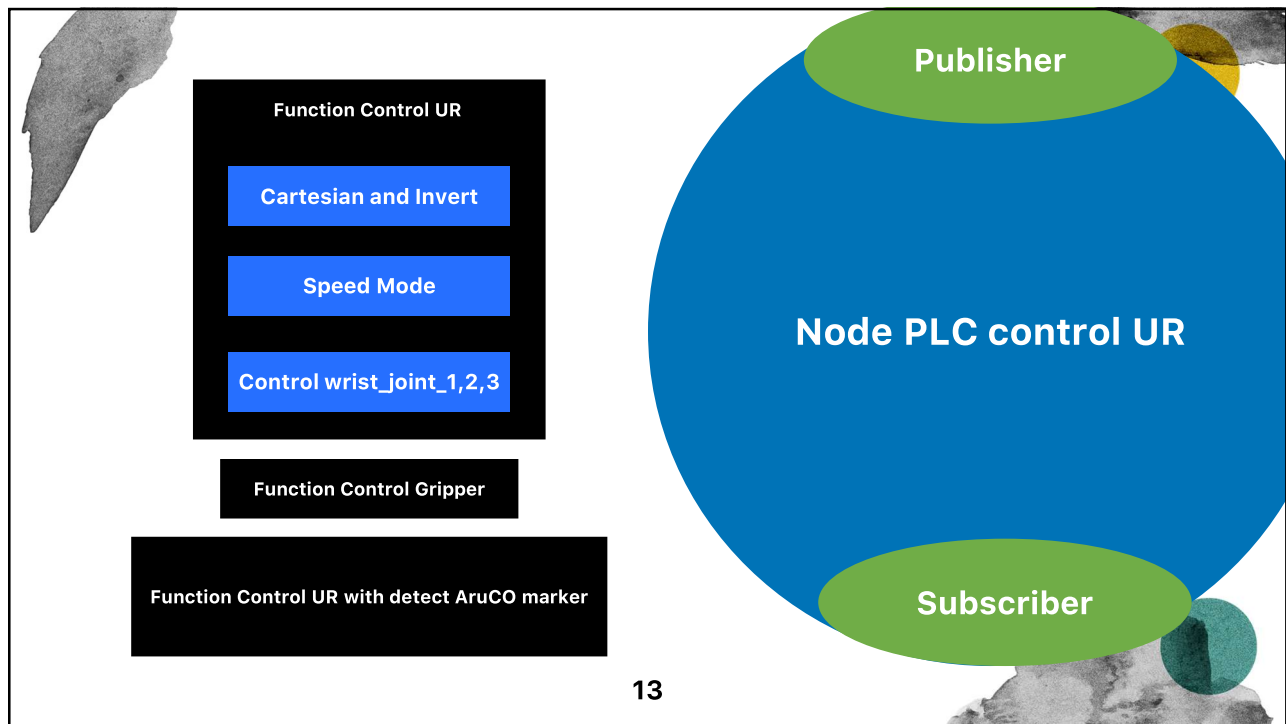 Function Control UR
Cartesian and Invert
Speed Mode
Control wrist_joint_1,2,3
Function Control Gripper
Function Control UR with detect AruCO marker
Publisher
Node PLC control UR
Subscriber
13